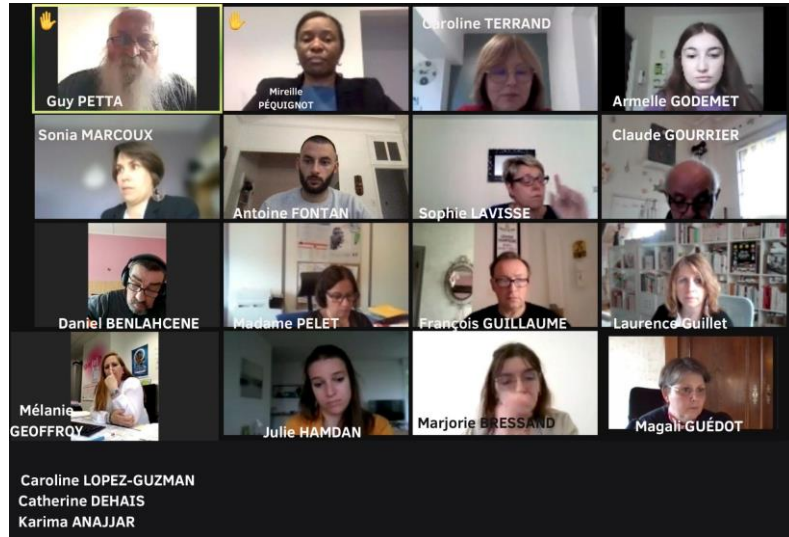 Guy PETTA
Mireille
PÉQUIGNOT
Caroline TERRAND
Armelle GODEMET
Sonia MARCOUX
Antoine FONTAN
Sophie LAVISSE
Claude GOURRIER
Daniel BENLAHCENE
Madame PELET
François GUILLAUME
Laurence Guillet
Mélanie
GEOFFROY
Julie HAMDAN
Marjorie BRESSAND
Magali GUÉDOT
Caroline LOPEZ-GUZMAN
Catherine DEHAIS
Karima ANAJJAR